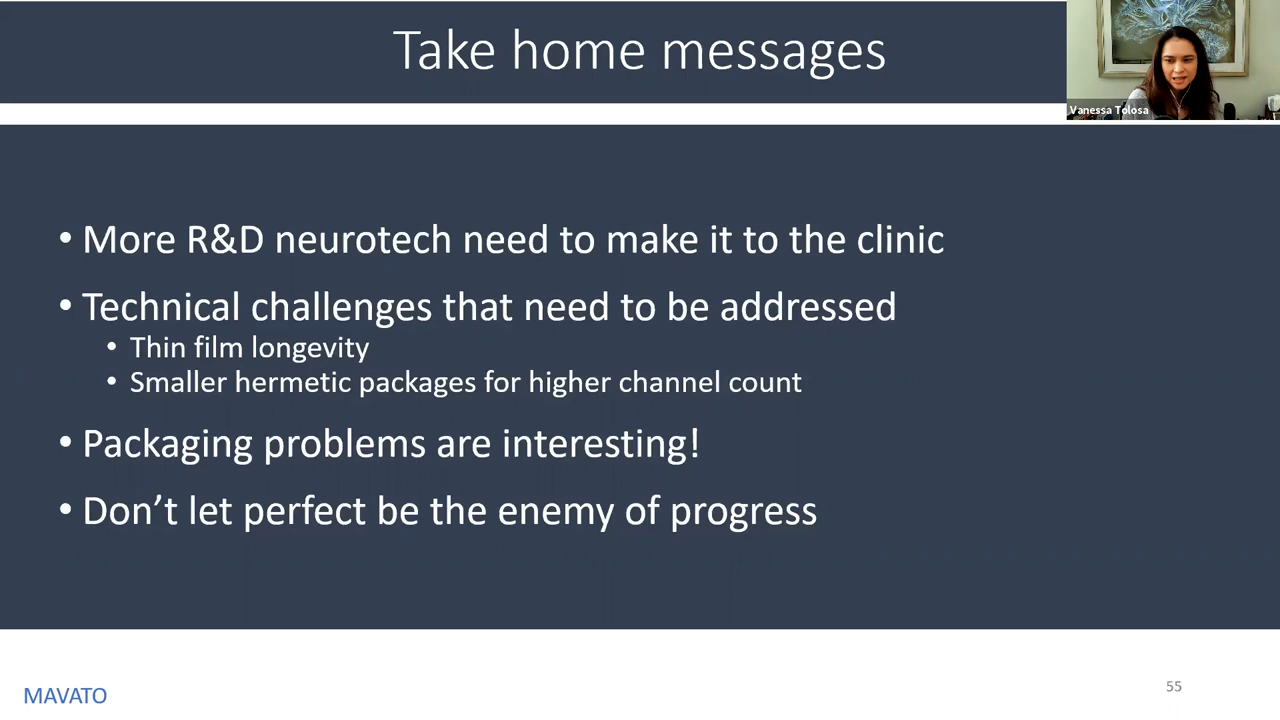 Take home messages
Vanessa Tolosa
• More R&D neurotech need to make it to the clinic
• Technical challenges that need to be addressed
• Thin film longevity
• Smaller hermetic packages for higher channel count
• Packaging problems are interesting!
• Don’t let perfect be the enemy of progress
MAVATO
55